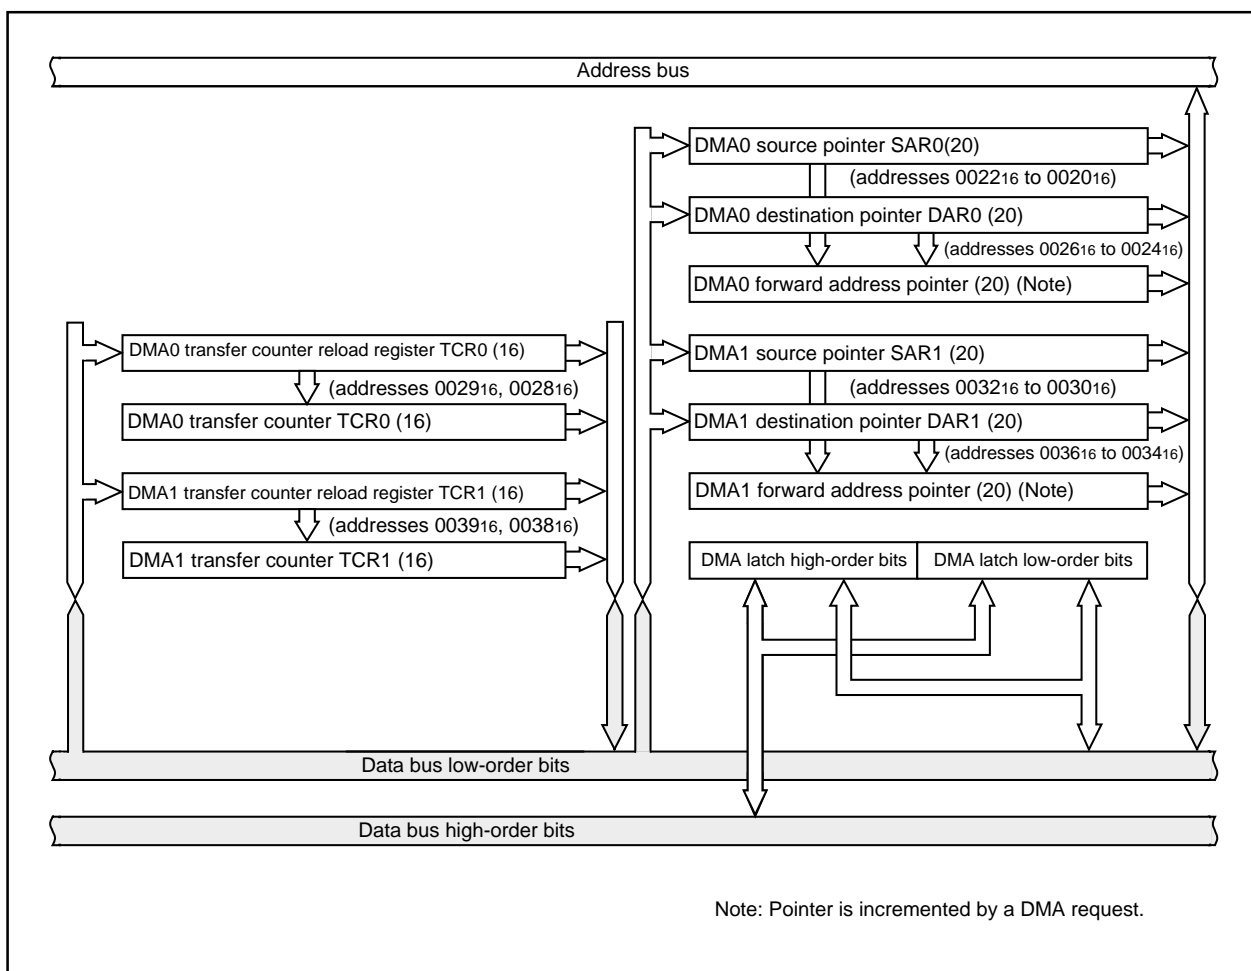 Address bus
DMA0 source pointer SAR0(20)
(addresses 002216 to 002016)
DMA0 destination pointer DAR0 (20)
(addresses 002616 to 002416)
DMA0 forward address pointer (20) (Note)
DMA0 transfer counter reload register TCR0 (16)
(addresses 002916, 002816)
DMA0 transfer counter TCR0 (16)
DMA1 transfer counter reload register TCR1 (16)
(addresses 003916, 003816)
DMA1 transfer counter TCR1 (16)
DMA1 source pointer SAR1 (20)
(addresses 003216 to 003016)
DMA1 destination pointer DAR1 (20)
(addresses 003616 to 003416)
DMA1 forward address pointer (20) (Note)
DMA latch high-order bits
DMA latch low-order bits
Data bus low-order bits
Data bus high-order bits
Note: Pointer is incremented by a DMA request.